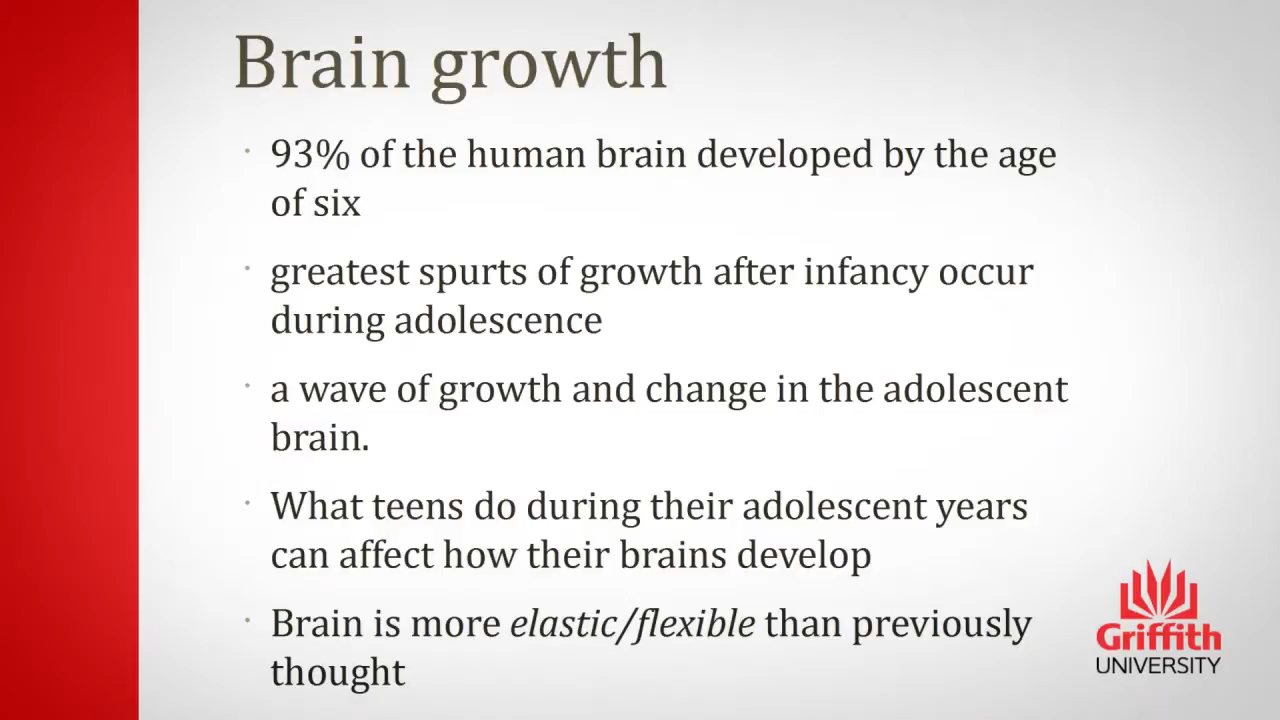 Brain growth
93% of the human brain developed by the age
of six
greatest spurts of growth after infancy occur
during adolescence
a wave of growth and change in the adolescent
brain.
What teens do during their adolescent years
can affect how their brains develop
Brain is more elastic/flexible than previously
thought
Griffith
UNIVERSITY